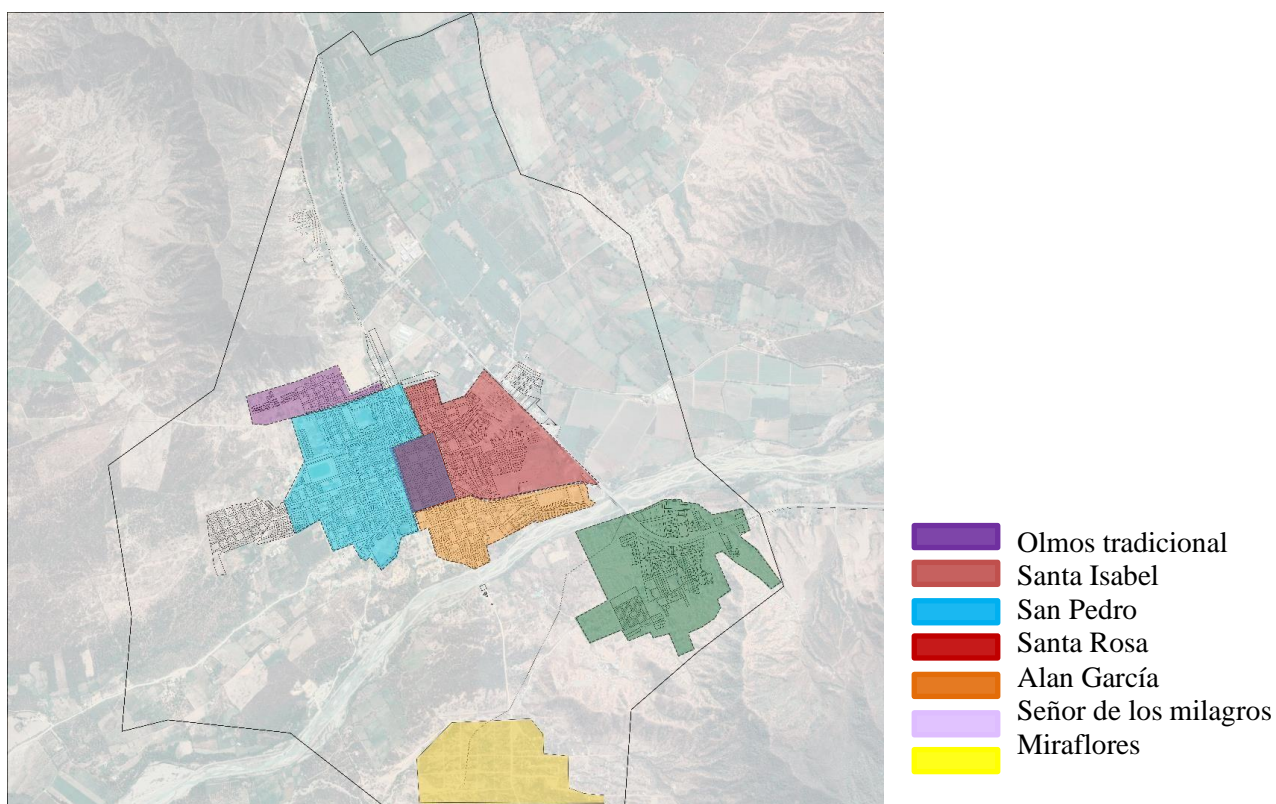 Olmos tradicional
Santa Isabel
San Pedro
Santa Rosa
Alan García
Señor de los milagros
Miraflores